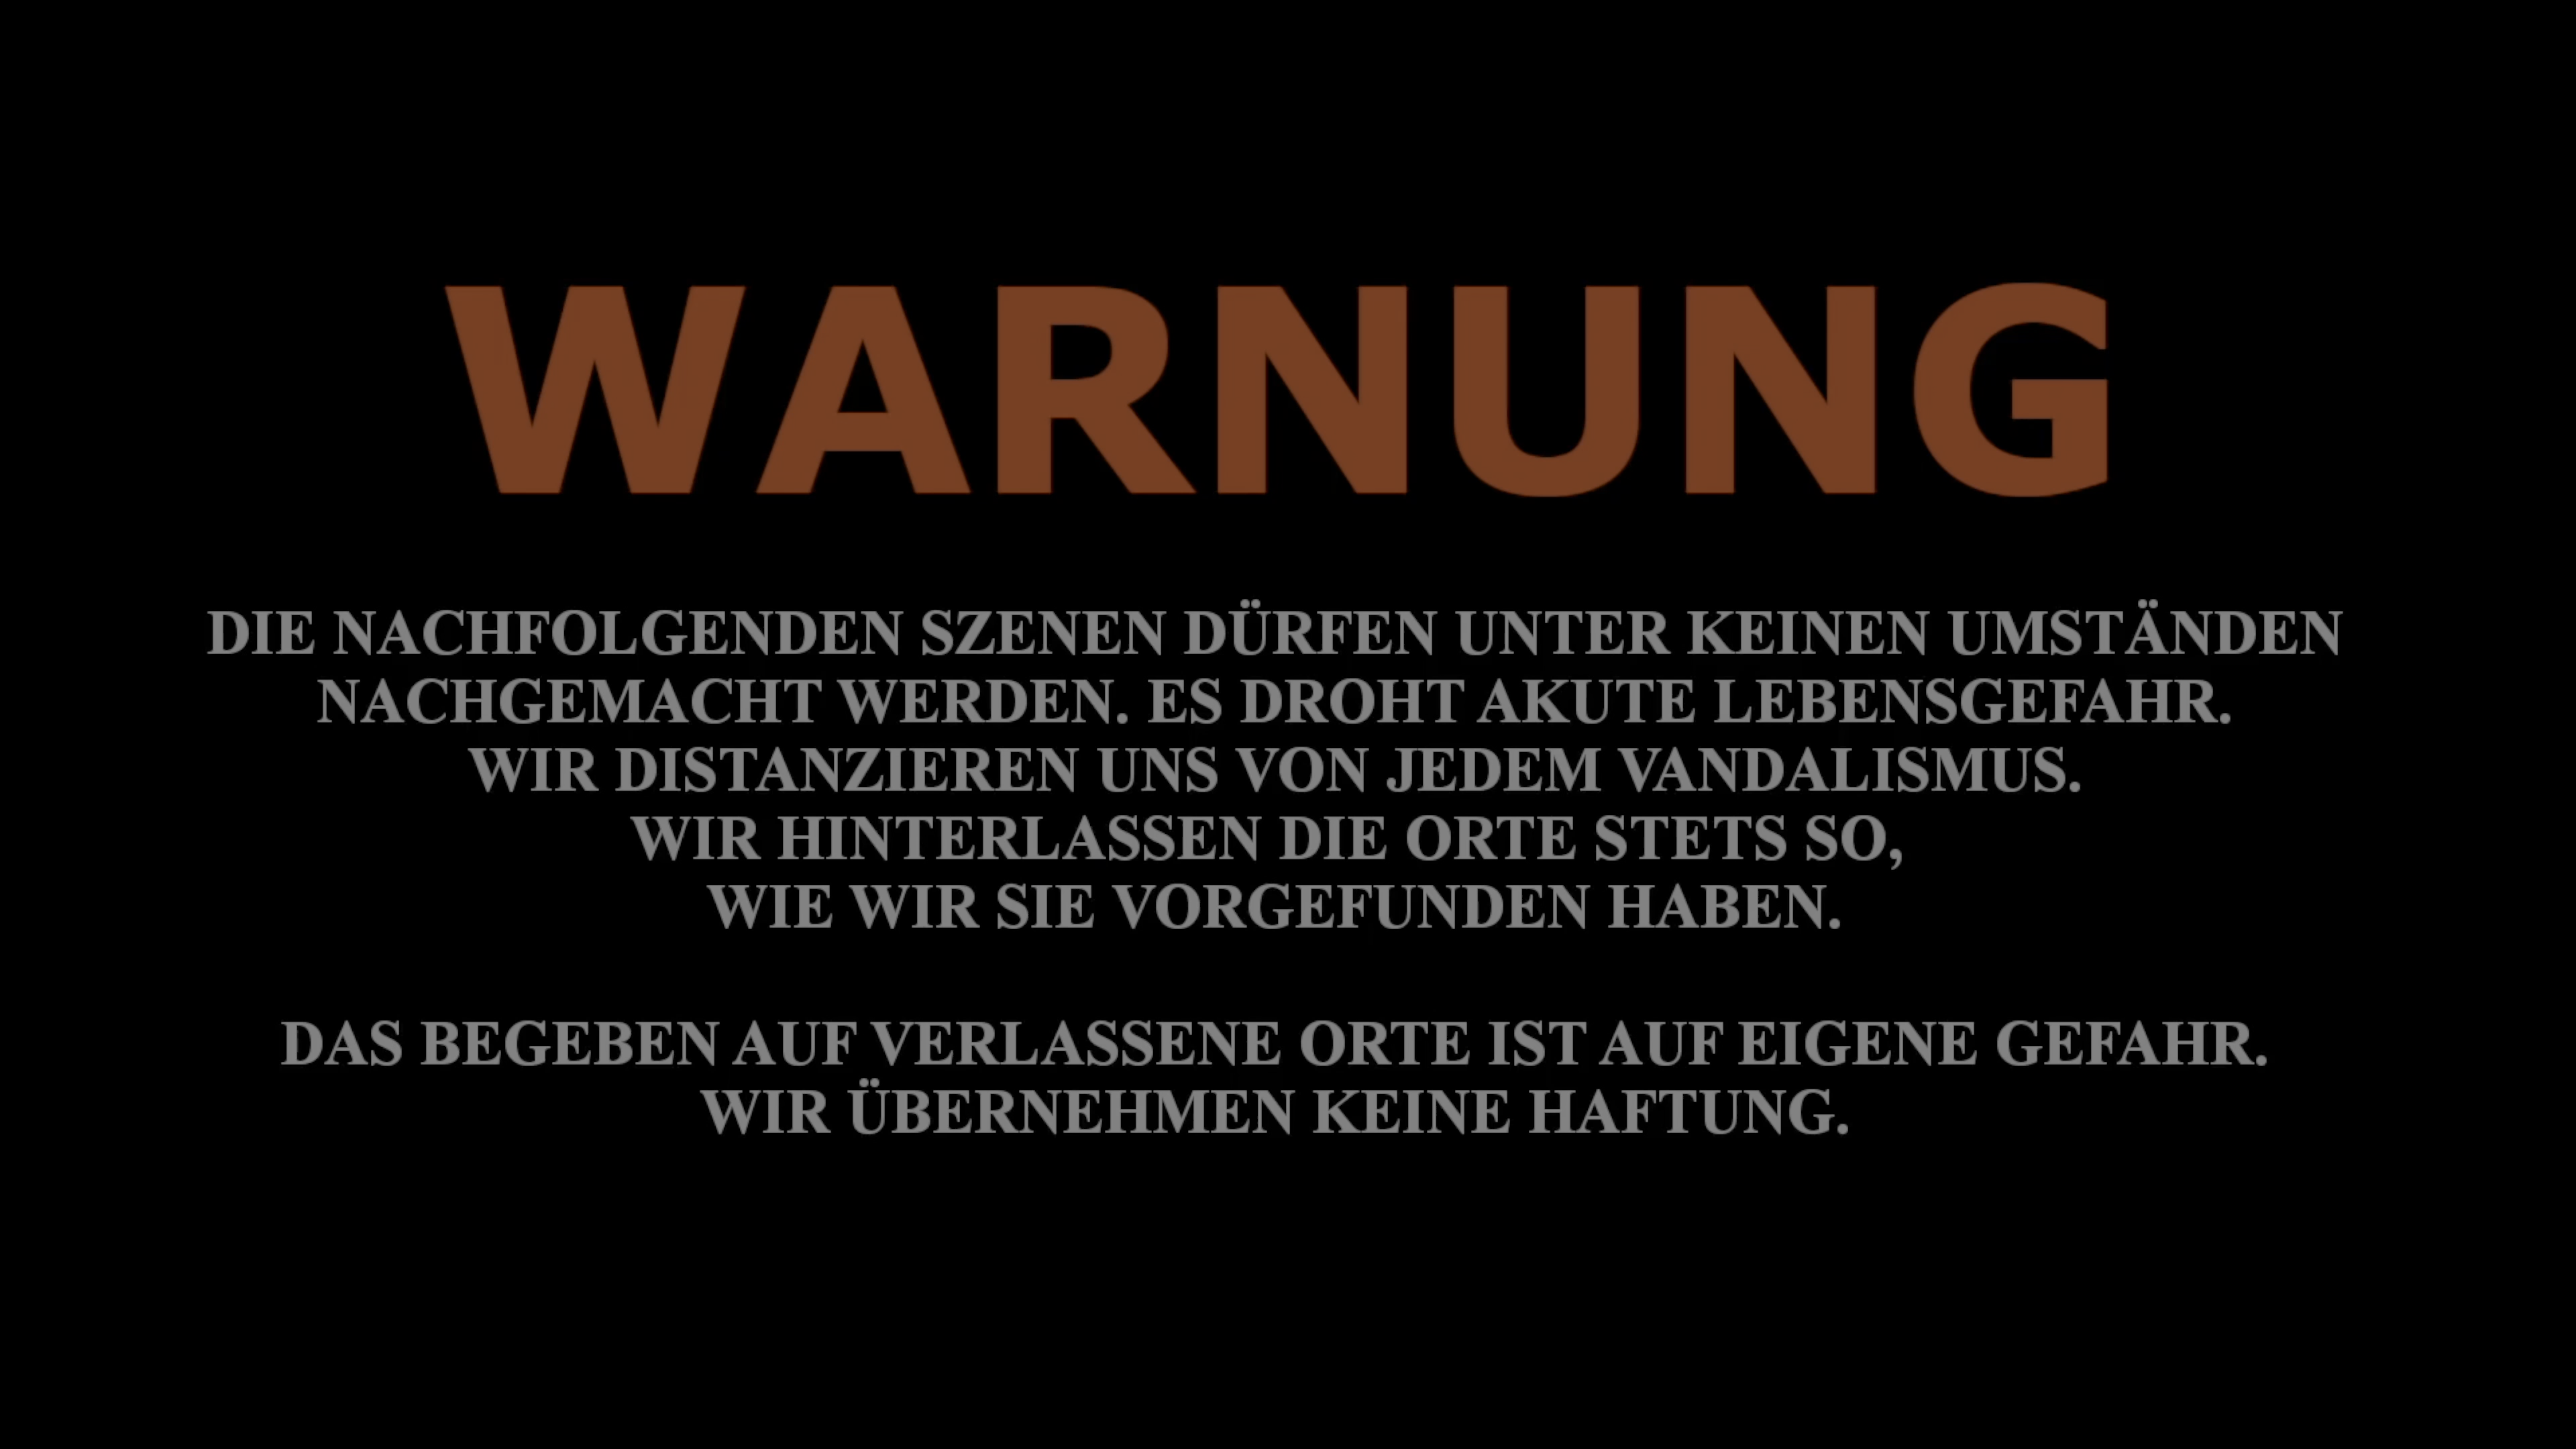 WARNUNG
DIE NACHFOLGENDEN SZENEN DÜRFEN UNTER KEINEN UMSTÄNDEN
NACHGEMACHT WERDEN. ES DROHT AKUTE LEBENSGEFAHR.
WIR DISTANZIEREN UNS VON JEDEM VANDALISMUS.
WIR HINTERLASSEN DIE ORTE STETS SO,
WIE WIR SIE VORGEFUNDEN HABEN.
DAS BEGEBEN AUF VERLASSENE ORTE IST AUF EIGENE GEFAHR.
WIR ÜBERNEHMEN KEINE HAFTUNG.